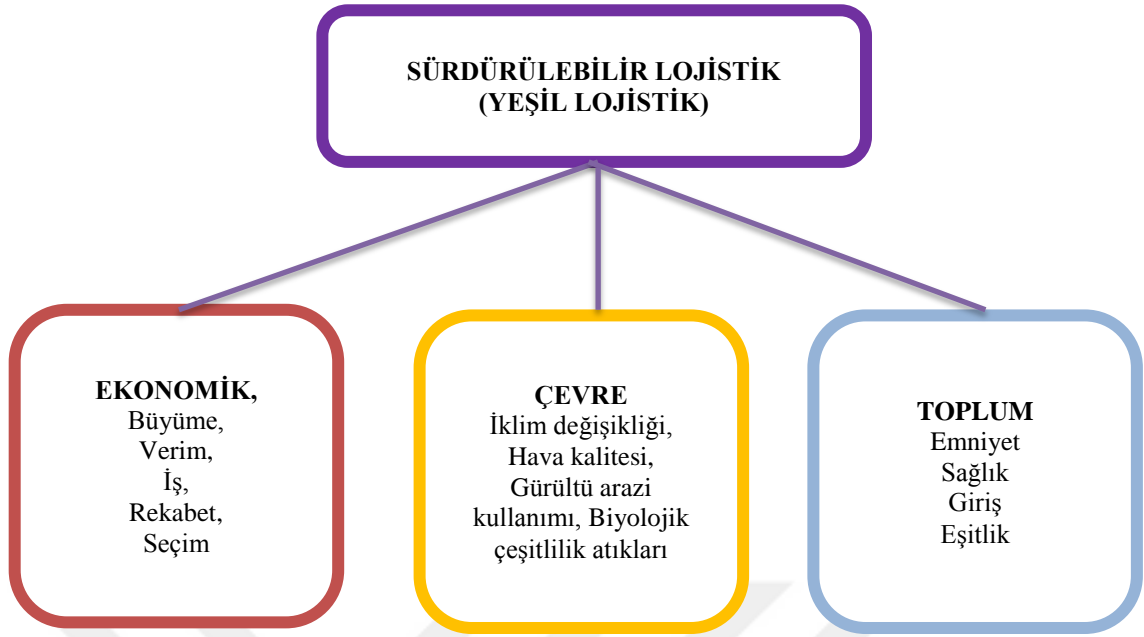 SÜRDÜRÜLEBİLİR LOJİSTİK
(YEŞİL LOJİSTİK)
EKONOMİK,
Büyüme,
Verim,
İş,
Rekabet,
Seçim
ÇEVRE
İklim değişikliği,
Hava kalitesi,
Gürültü arazi
kullanımı, Biyolojik
çeşitlilik atıkları
TOPLUM
Emniyet
Sağlık
Giriş
Eşitlik